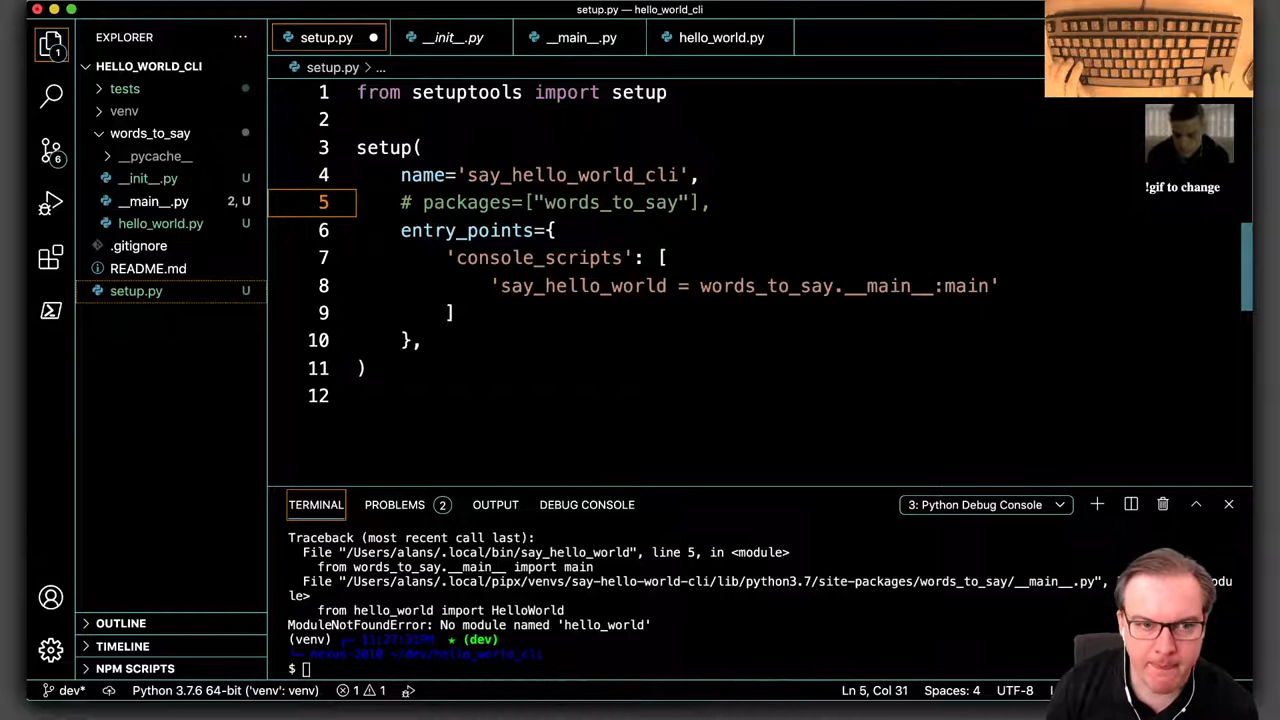 setup.py — hello_world_cli
EXPLORER
HELLO_WORLD_CLI
tests
venv
words_to_say
__pycache__
__init__.py U
__main__.py 2, U
hello_world.py U
.gitignore
README.md
setup.py U
OUTLINE
TIMELINE
NPM SCRIPTS
1
6
setup.py
__init__.py
__main__.py
hello_world.py
setup.py > ...
1 from setuptools import setup
2
3 setup(
4 name='say_hello_world_cli',
5 # packages=["words_to_say"],
6 entry_points={
7 'console_scripts': [
8 'say_hello_world = words_to_say.__main__:main'
9 ]
10 },
11 )
12
!gif to change
TERMINAL PROBLEMS 2 OUTPUT DEBUG CONSOLE 3: Python Debug Console
Traceback (most recent call last):
File "/Users/alans/.local/bin/say_hello_world", line 5, in <module>
from words_to_say.__main__ import main
File "/Users/alans/.local/pipx/venvs/say-hello-world-cli/lib/python3.7/site-packages/words_to_say/__main__.py",
le>
from hello_world import HelloWorld
ModuleNotFoundError: No module named 'hello_world'
(venv) 11:27:31PM ★ (dev)
~/dev/hello_world_cli
$
dev* Python 3.7.6 64-bit ('venv': venv) 1 1 Ln 5, Col 31 Spaces: 4 UTF-8